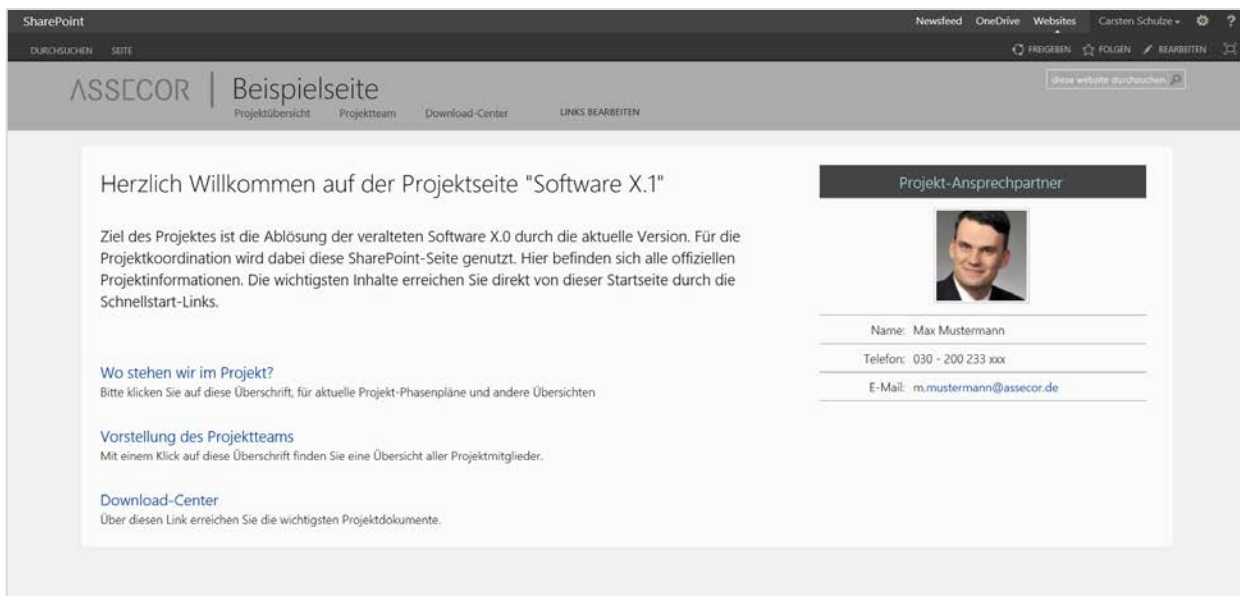 SharePoint
Newsfeed OneDrive Websites Carsten Schulze ?
DURCHSUCHEN SEITE
FREIGEBEN FOLGEN BEARBEITEN
ASSECOR | Beispielseite
diese website durchsuchen
Projektübersicht Projektteam Download-Center LINKS BEARBEITEN
Herzlich Willkommen auf der Projektseite "Software X.1"
Ziel des Projektes ist die Ablösung der veralteten Software X.0 durch die aktuelle Version. Für die
Projektkoordination wird dabei diese SharePoint-Seite genutzt. Hier befinden sich alle offiziellen
Projektinformationen. Die wichtigsten Inhalte erreichen Sie direkt von dieser Startseite durch die
Schnellstart-Links.
Wo stehen wir im Projekt?
Bitte klicken Sie auf diese Überschrift, für aktuelle Projekt-Phasenpläne und andere Übersichten
Vorstellung des Projektteams
Mit einem Klick auf diese Überschrift finden Sie eine Übersicht aller Projektmitglieder.
Download-Center
Über diesen Link erreichen Sie die wichtigsten Projektdokumente.
Projekt-Ansprechpartner
Name: Max Mustermann
Telefon: 030 - 200 233 xxx
E-Mail: m.mustermann@assecor.de